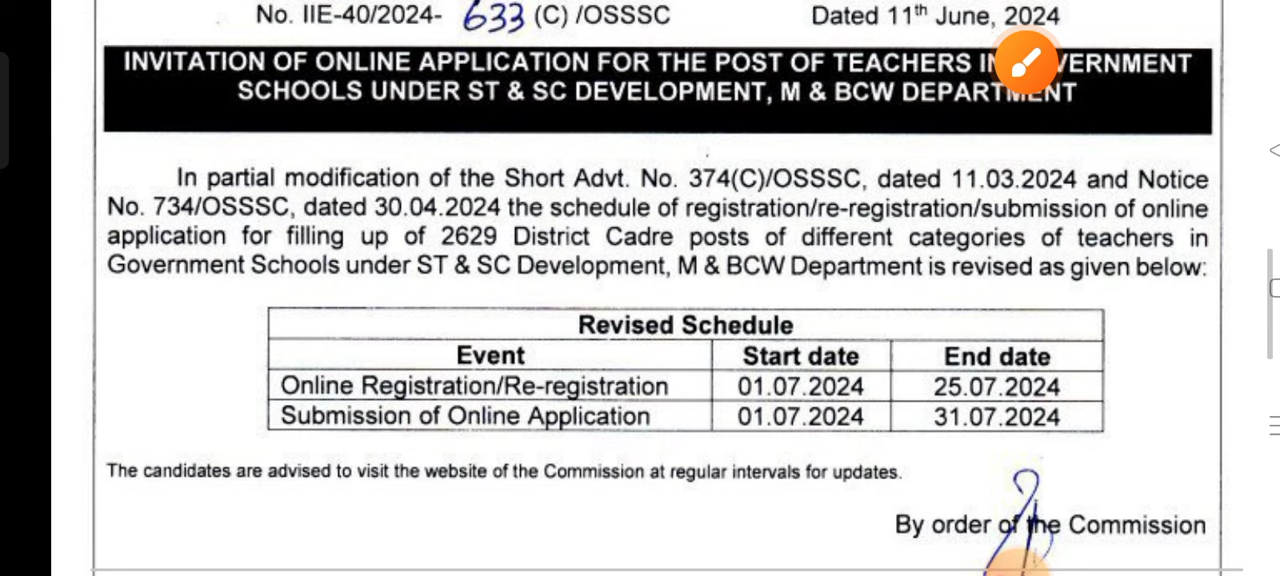 No. IIE-40/2024- 633 (C) /OSSSC Dated 11th June, 2024
INVITATION OF ONLINE APPLICATION FOR THE POST OF TEACHERS IN VERNMENT
SCHOOLS UNDER ST & SC DEVELOPMENT, M & BCW DEPARTMENT
In partial modification of the Short Advt. No. 374(C)/OSSSC, dated 11.03.2024 and Notice
No. 734/OSSSC, dated 30.04.2024 the schedule of registration/re-registration/submission of online
application for filling up of 2629 District Cadre posts of different categories of teachers in
Government Schools under ST & SC Development, M & BCW Department is revised as given below:
Revised Schedule
Event Start date End date
Online Registration/Re-registration 01.07.2024 25.07.2024
Submission of Online Application 01.07.2024 31.07.2024
The candidates are advised to visit the website of the Commission at regular intervals for updates.
By order of the Commission